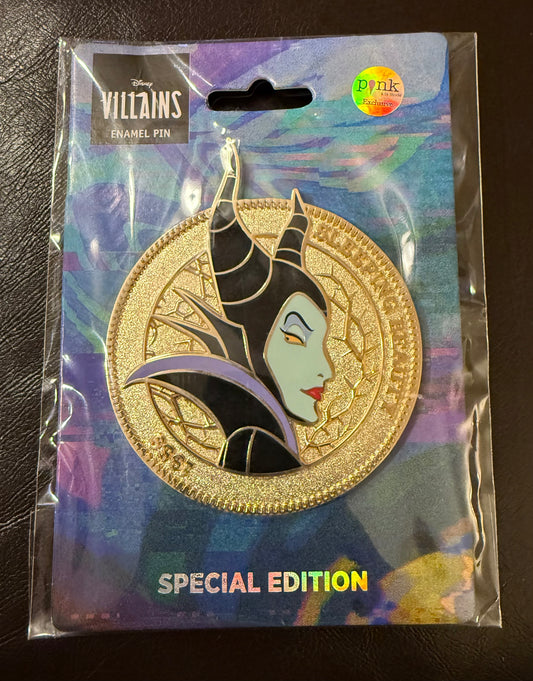 Disney
VILLAINS
ENAMEL PIN
pink
Exclusive
SLEEPING BEAUTY
1959
SPECIAL EDITION